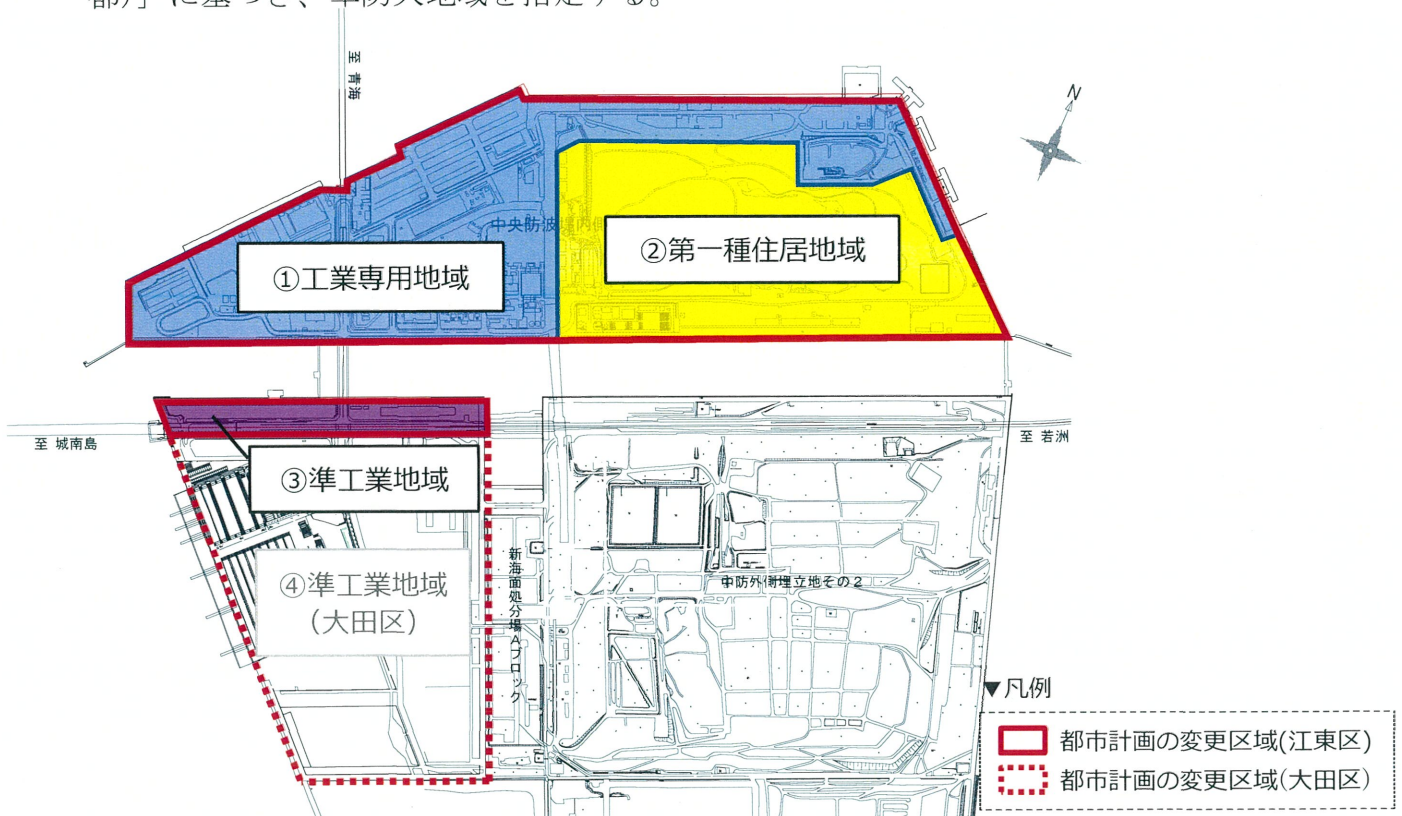 都)」に基づき、準防火地域を指定する。
至 青海
N
中央防波堤内側
①工業専用地域
②第一種住居地域
至 城南島
至 若洲
③準工業地域
④準工業地域
(大田区)
新海面処分場Aブロック
中防外側埋立地その2
▼凡例
都市計画の変更区域(江東区)
都市計画の変更区域(大田区)